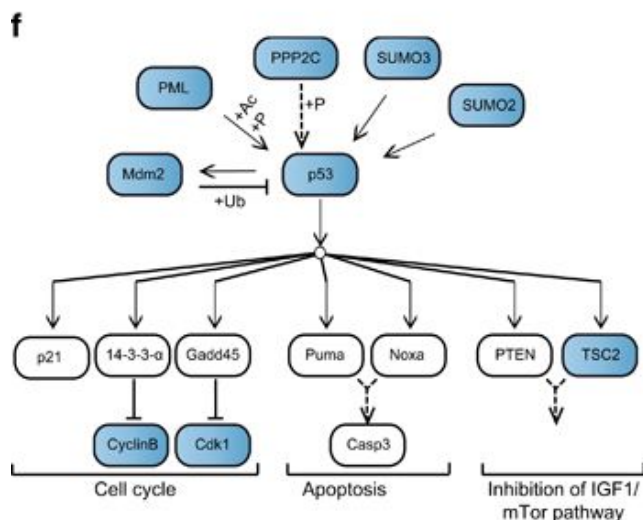 f
PPP2C
SUMO3
PML
SUMO2
+Ac
+P
+P
Mdm2
p53
+Ub
p21
14-3-3-α
Gadd45
Puma
Noxa
PTEN
TSC2
CyclinB
Cdk1
Casp3
Cell cycle
Apoptosis
Inhibition of IGF1/
mTor pathway